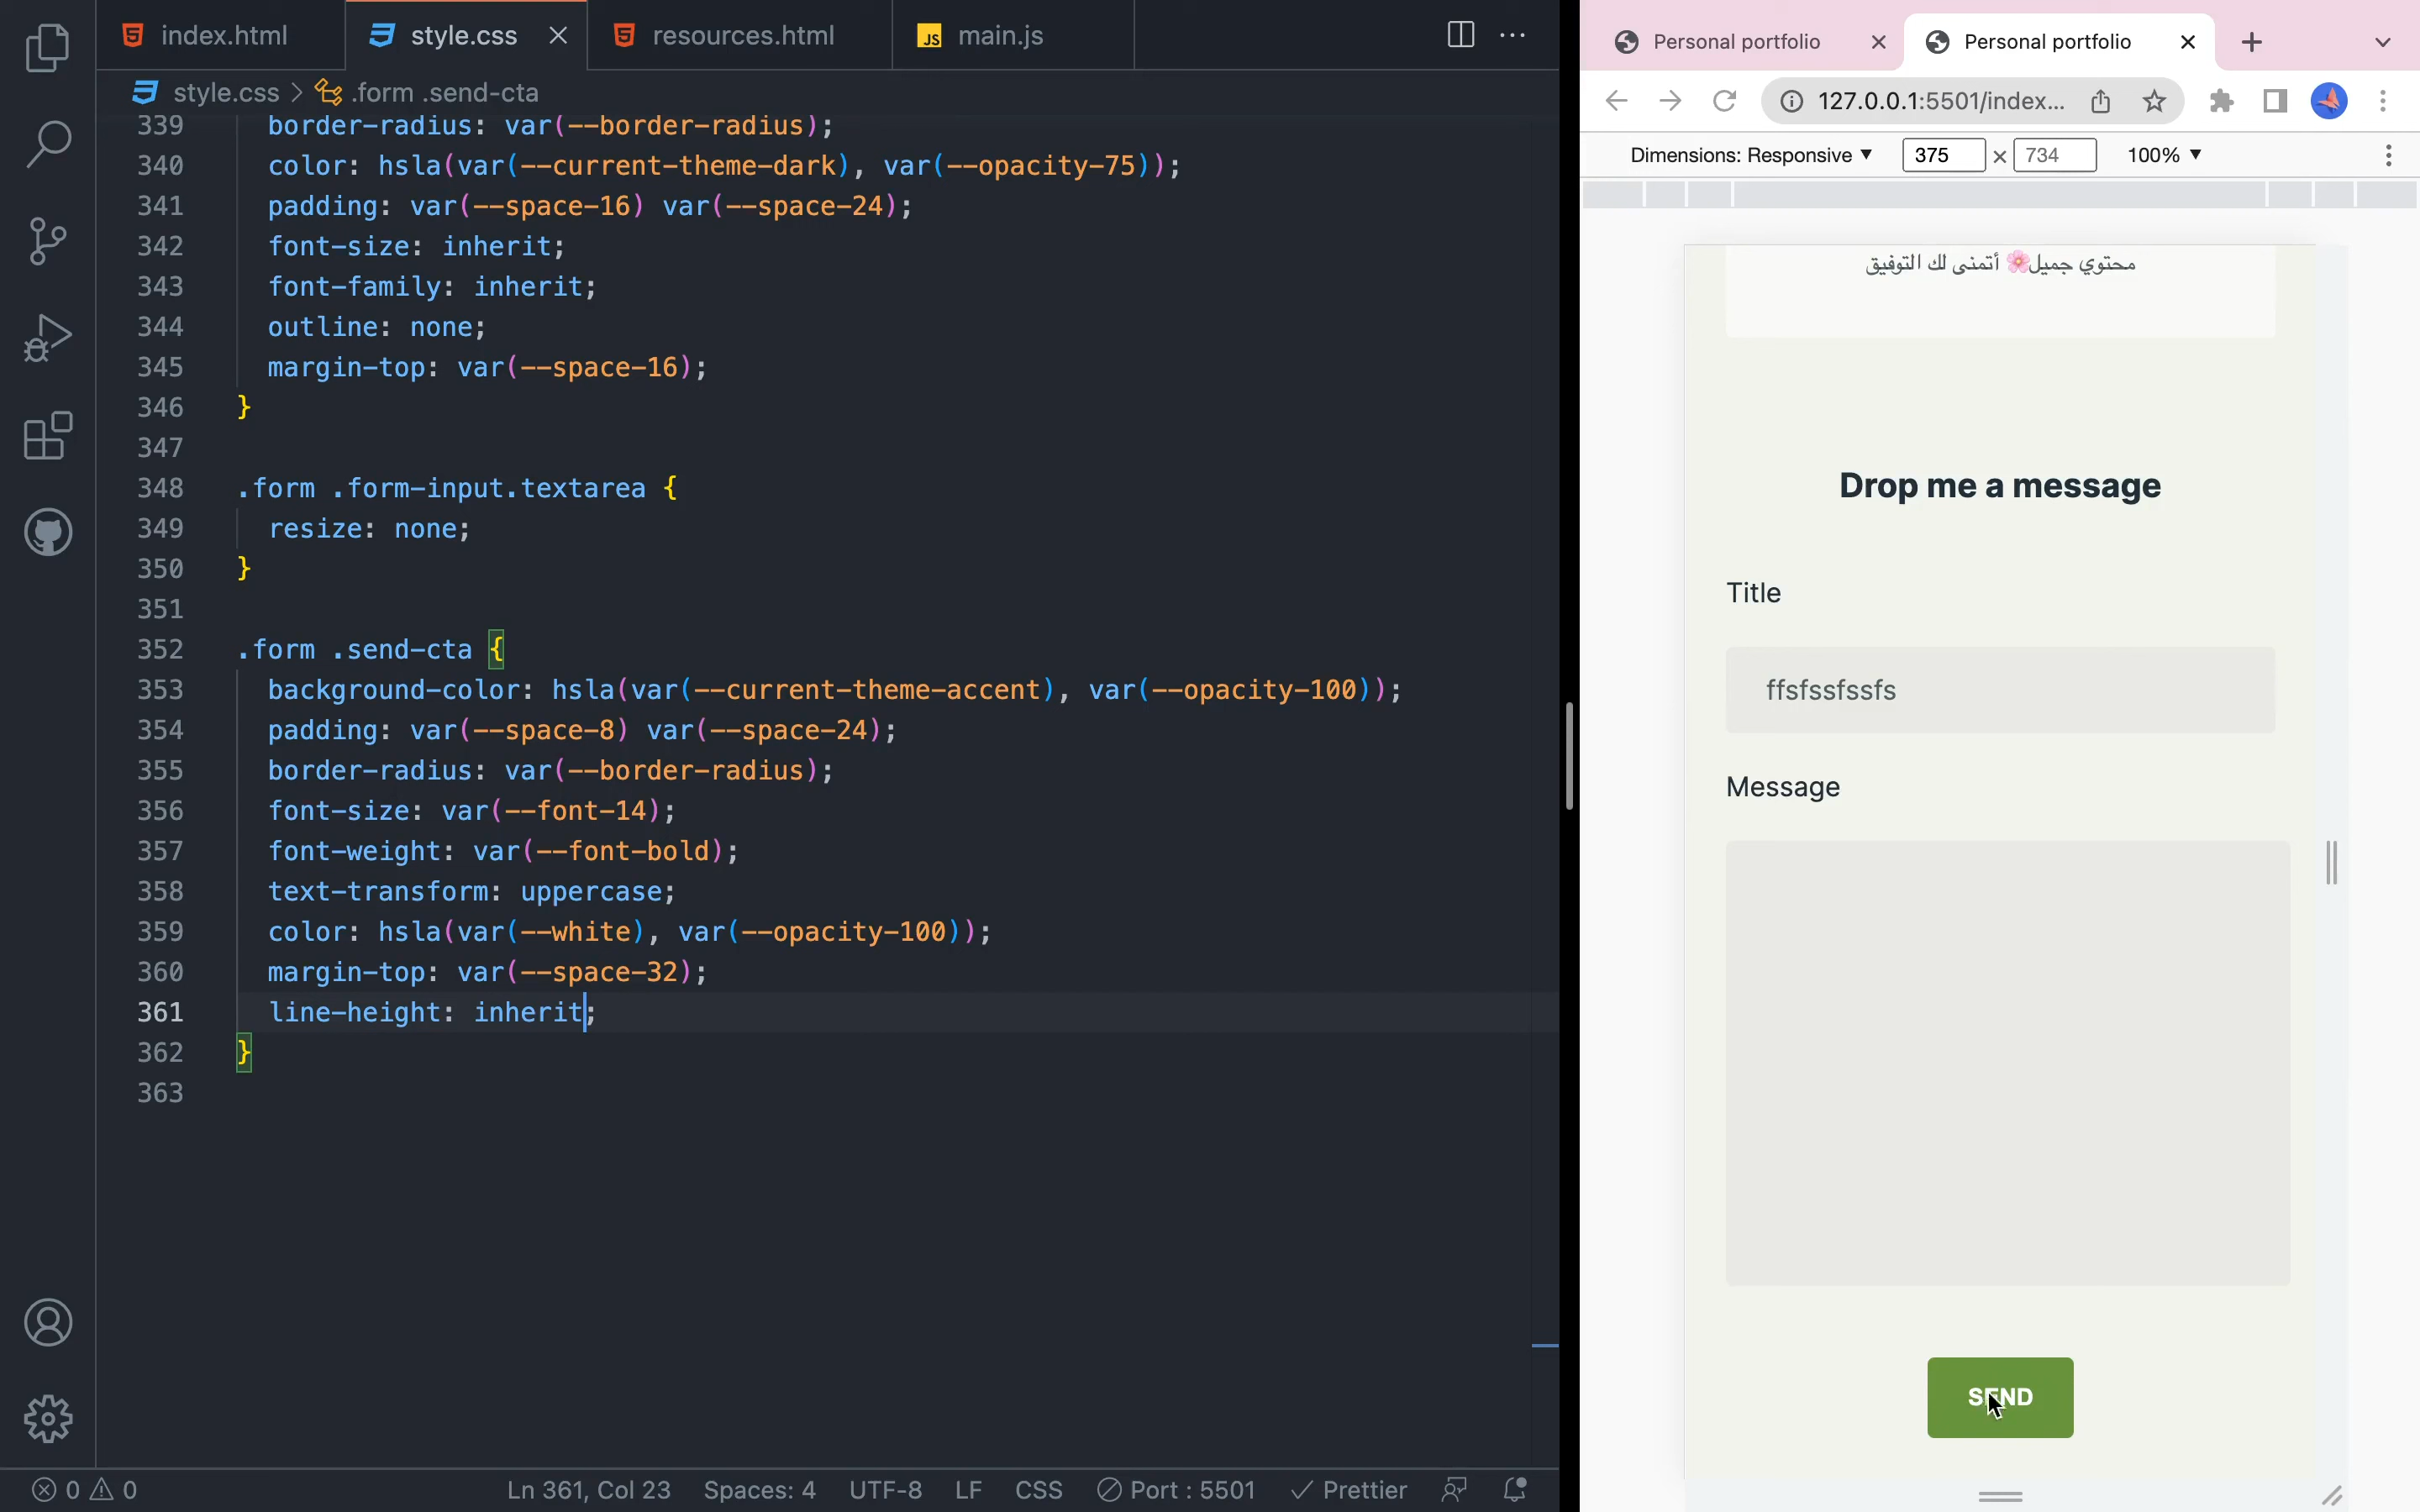 index.html
style.css
resources.html
JS main.js
style.css > .form .send-cta
339 border-radius: var(--border-radius);
340 color: hsla(var(--current-theme-dark), var(--opacity-75));
341 padding: var(--space-16) var(--space-24);
342 font-size: inherit;
343 font-family: inherit;
344 outline: none;
345 margin-top: var(--space-16);
346 }
347
348 .form .form-input.textarea {
349 resize: none;
350 }
351
352 .form .send-cta {
353 background-color: hsla(var(--current-theme-accent), var(--opacity-100));
354 padding: var(--space-8) var(--space-24);
355 border-radius: var(--border-radius);
356 font-size: var(--font-14);
357 font-weight: var(--font-bold);
358 text-transform: uppercase;
359 color: hsla(var(--white), var(--opacity-100));
360 margin-top: var(--space-32);
361 line-height: inherit;
362 }
363
0 0 Ln 361, Col 23 Spaces: 4 UTF-8 LF CSS Port : 5501 Prettier
Personal portfolio
Personal portfolio
127.0.0.1:5501/index...
Dimensions: Responsive 375 × 734 100%
محتوي جميل🌸 أتمنى لك التوفيق
Drop me a message
Title
ffsfssfssfs
Message
SEND